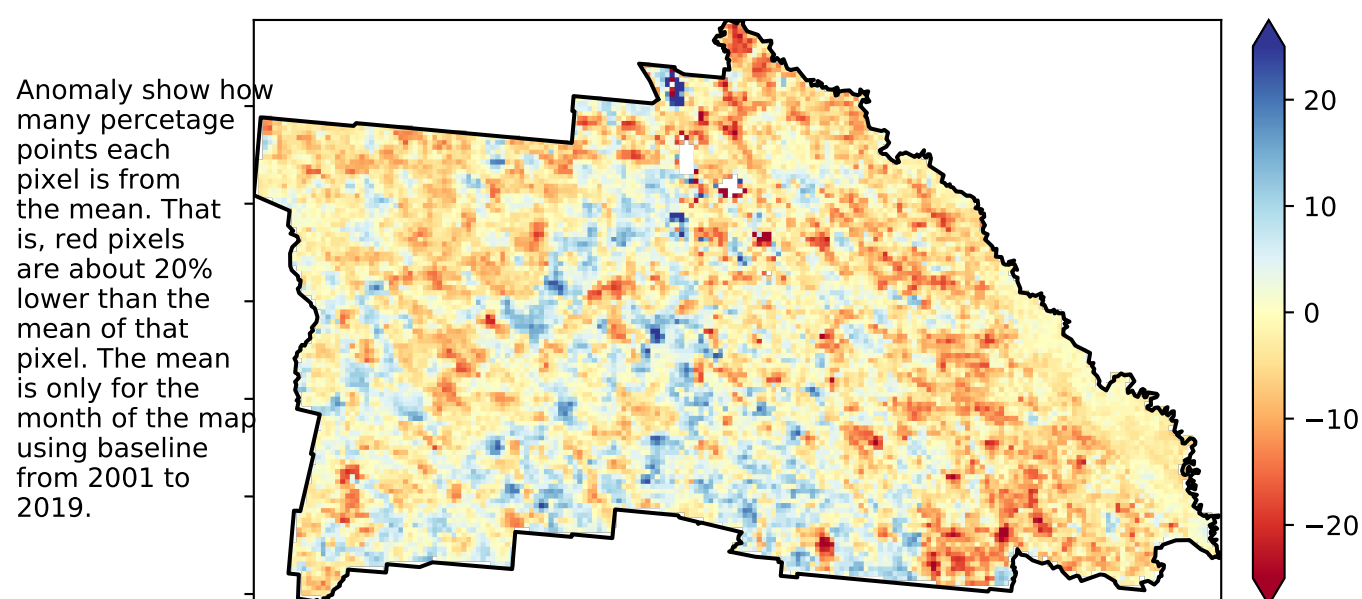 Anomaly show how
many percetage
points each
pixel is from
the mean. That
is, red pixels
are about 20%
lower than the
mean of that
pixel. The mean
is only for the
month of the map
using baseline
from 2001 to
2019.
20
10
0
−10
−20